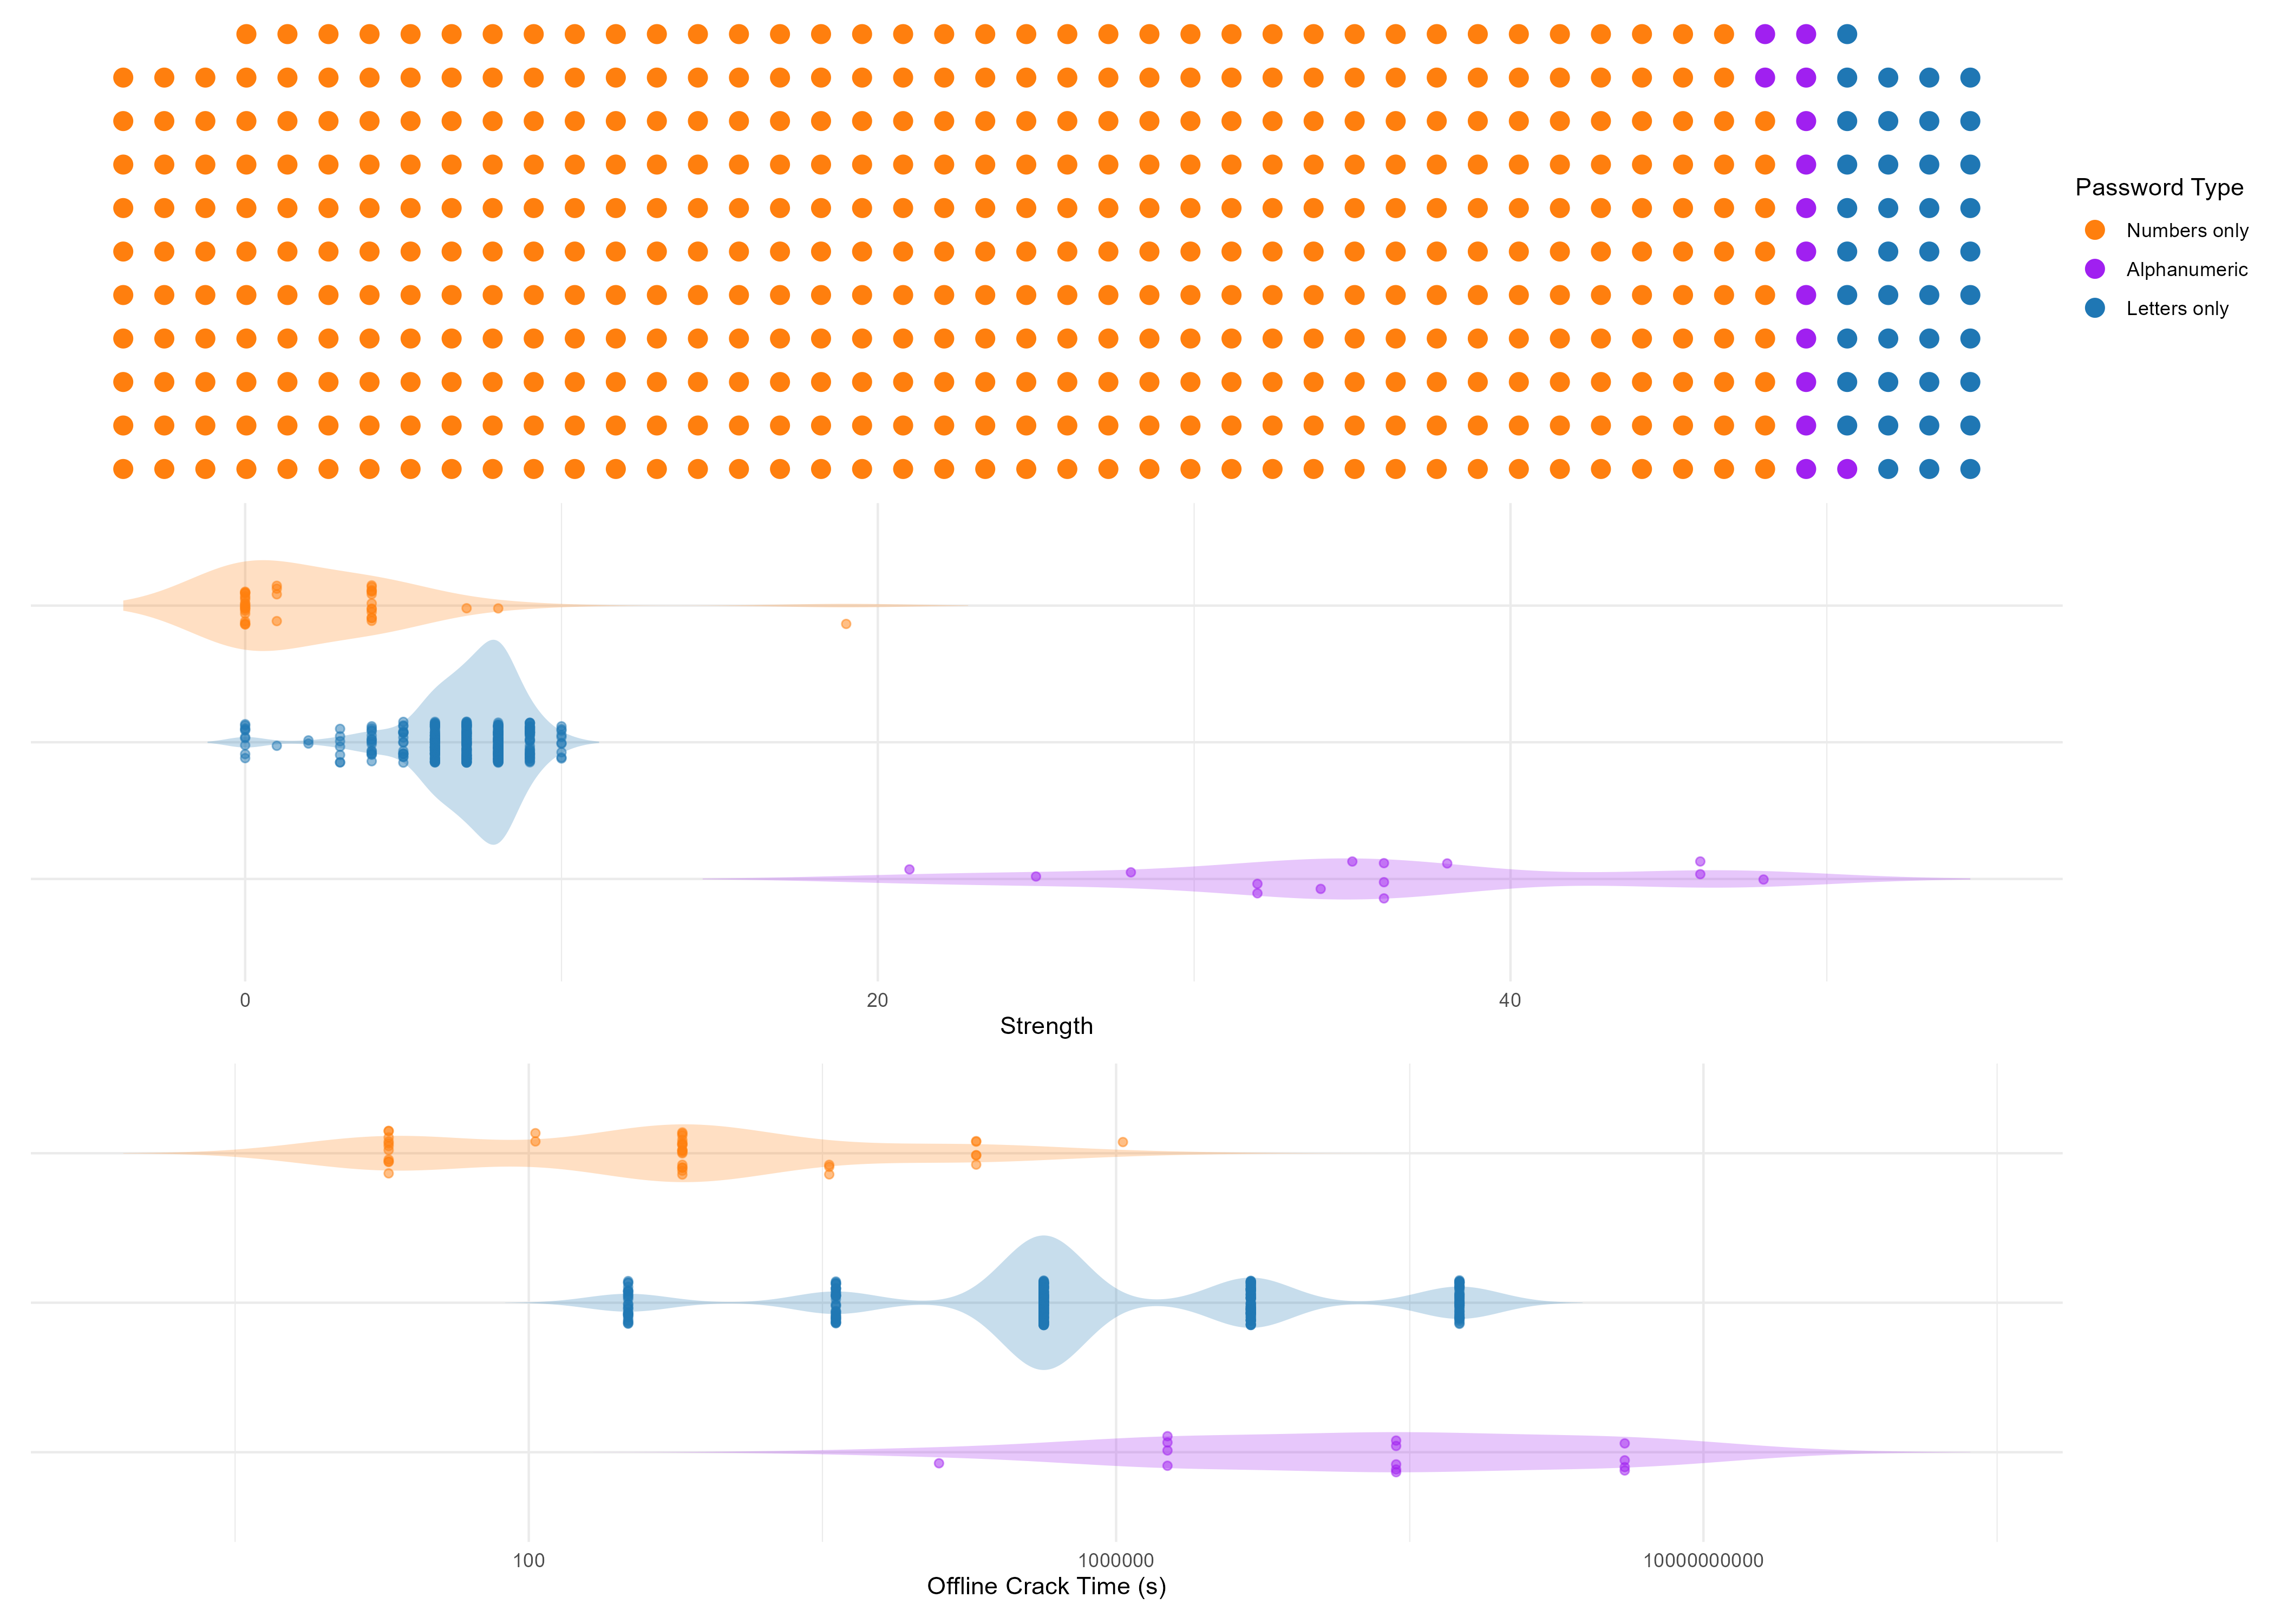 Password Type
Numbers only
Alphanumeric
Letters only
0
20
40
Strength
100
1000000
10000000000
Offline Crack Time (s)